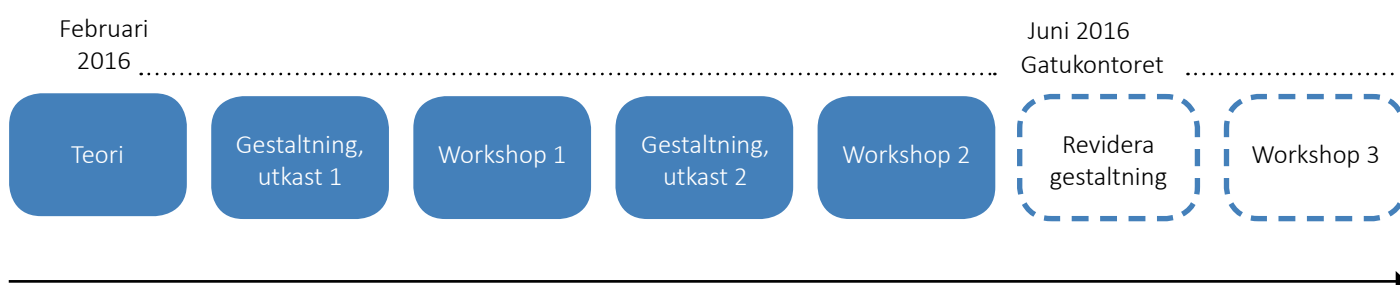 Februari
2016
Juni 2016
Gatukontoret
Teori
Gestaltning,
utkast 1
Workshop 1
Gestaltning,
utkast 2
Workshop 2
Revidera
gestaltning
Workshop 3